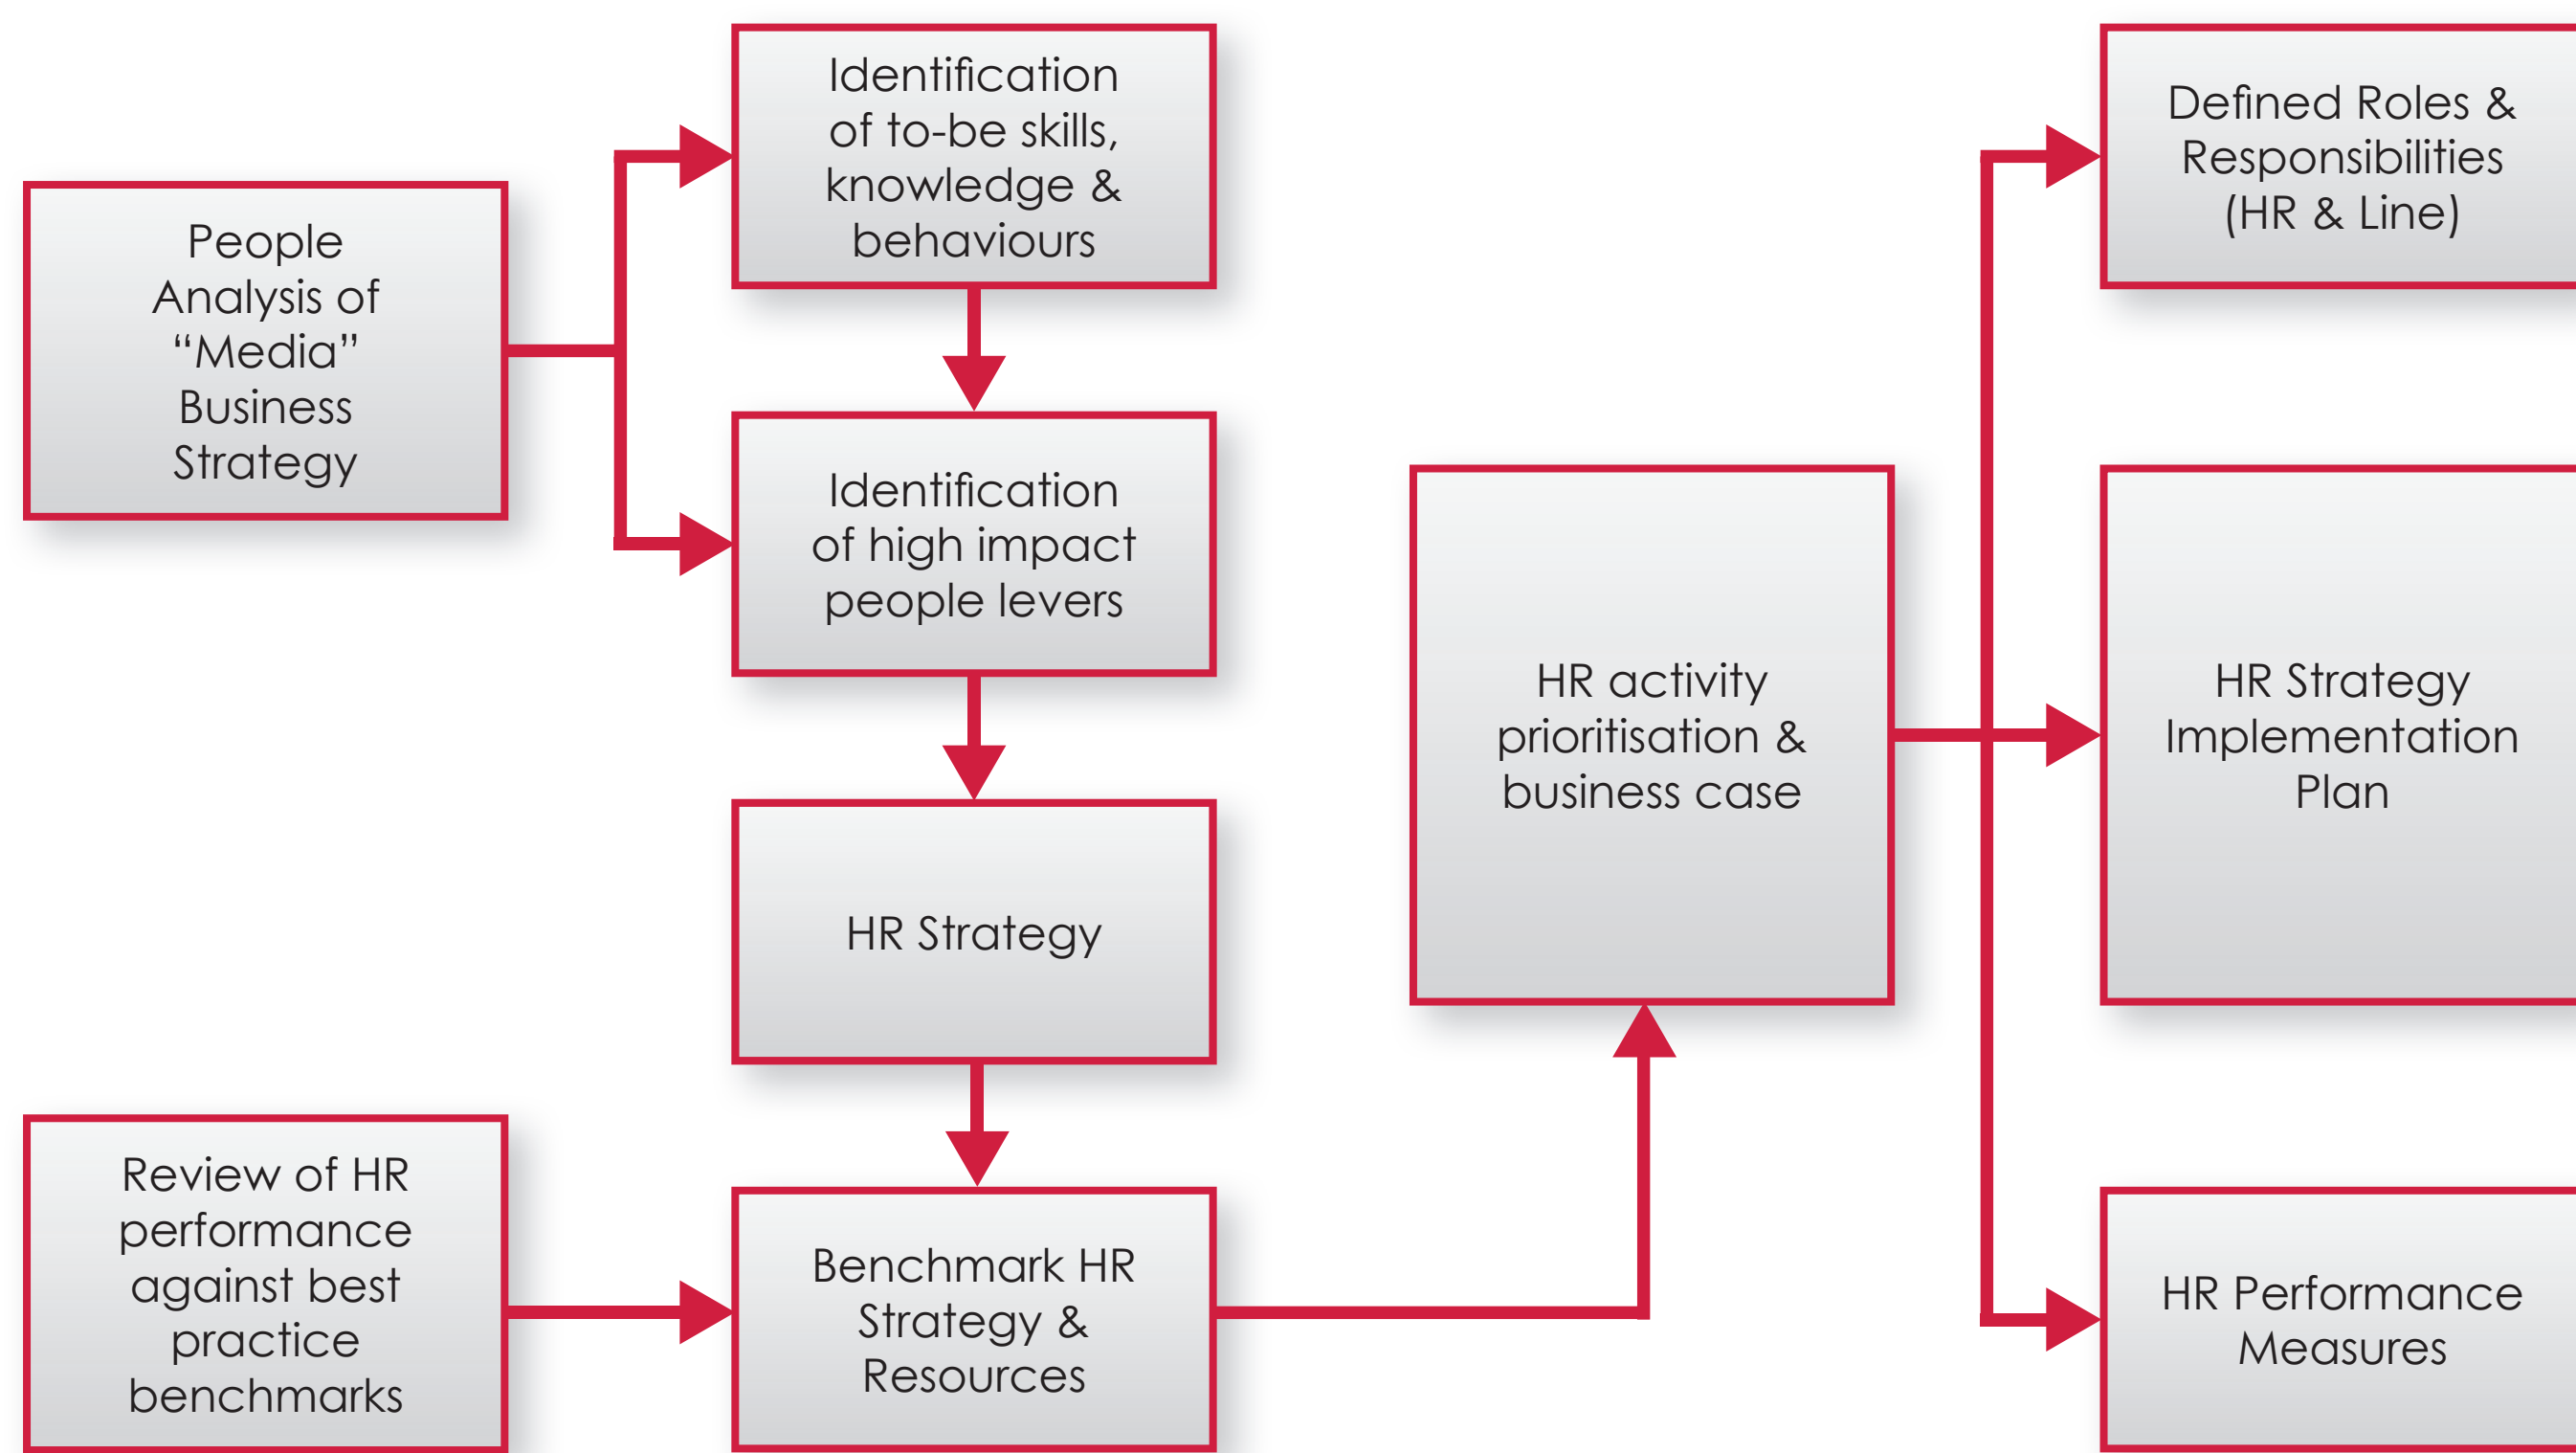 People
Analysis of
“Media”
Business
Strategy
Identification
of to-be skills,
knowledge &
behaviours
Identification
of high impact
people levers
HR Strategy
Review of HR
performance
against best
practice
benchmarks
Benchmark HR
Strategy &
Resources
HR activity
prioritisation &
business case
Defined Roles &
Responsibilities
(HR & Line)
HR Strategy
Implementation
Plan
HR Performance
Measures